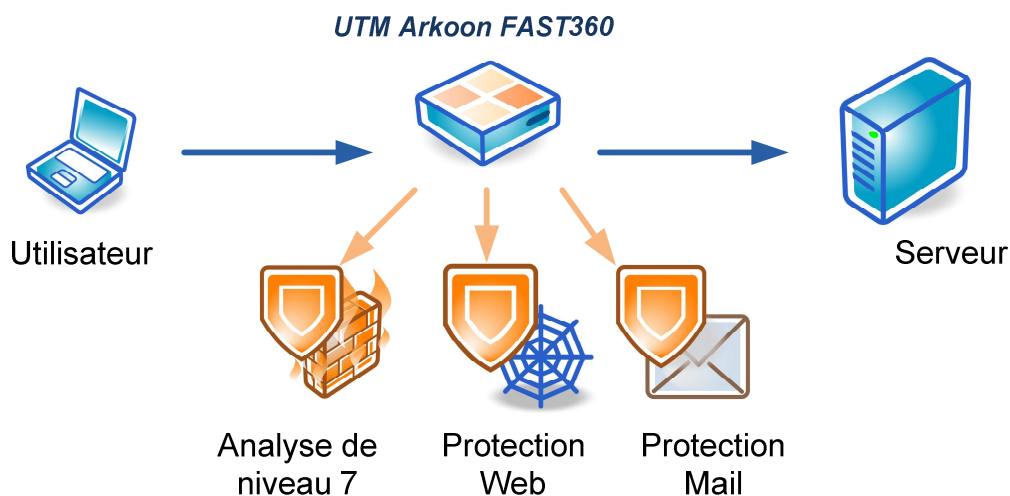 UTM Arkoon FAST360
Utilisateur
Serveur
Analyse de
niveau 7
Protection
Web
Protection
Mail